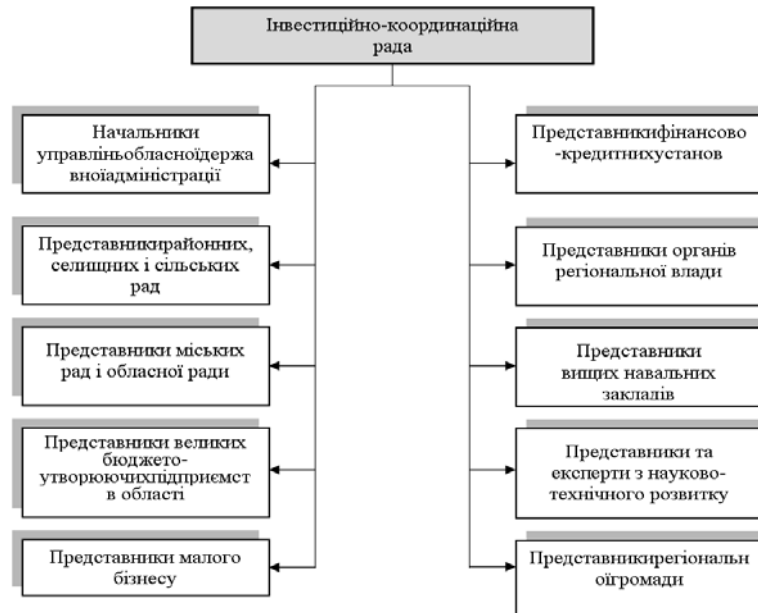 Інвестиційно-координаційна
рада
Начальники
управліньобласноїдержа
вноїадміністрації
Представникирайонних,
селищних і сільських
рад
Представники міських
рад і обласної ради
Представники великих
бюджето-
утворюючихпідприємст
в області
Представники малого
бізнесу
Представникифінансово
-кредитнихустанов
Представники органів
регіональної влади
Представники
вищих навальних
закладів
Представники та
експерти з науково-
технічного розвитку
Представникирегіональн
оїгромади